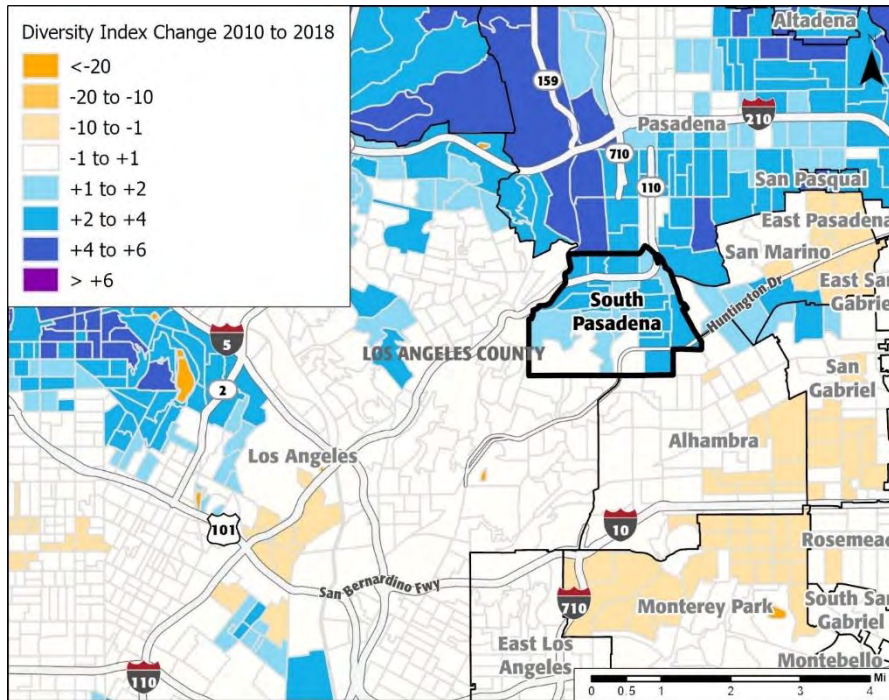 Diversity Index Change 2010 to 2018
<-20
-20 to -10
-10 to -1
-1 to +1
+1 to +2
+2 to +4
+4 to +6
> +6
Altadena
159
210
Pasadena
710
110
San Pasqual
East Pasadena
San Marino
East San
Gabriel
Huntington Dr
South
Pasadena
5
LOS ANGELES COUNTY
2
San
Gabriel
Alhambra
Los Angeles
101
10
Rosemead
San Bernardino Fwy
710
Monterey Park
South San
Gabriel
East Los
Angeles
Montebello
110
0 0.5 1 2 3 4